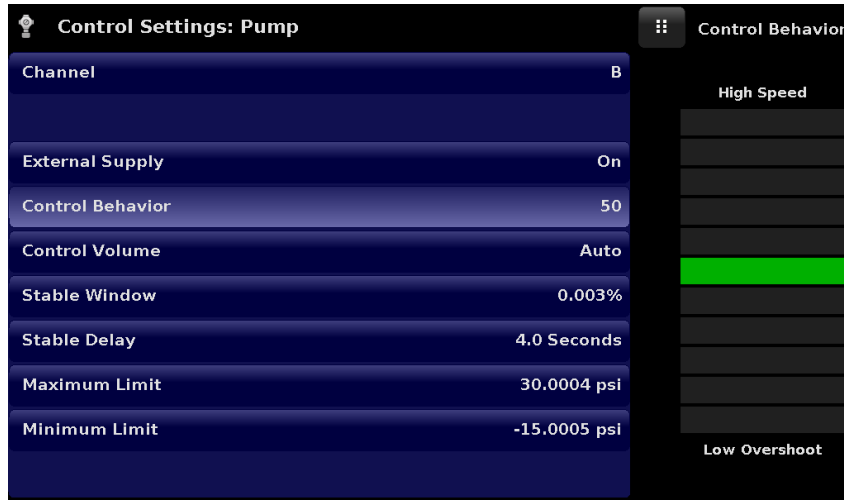 Control Settings: Pump
Channel B
External Supply On
Control Behavior 50
Control Volume Auto
Stable Window 0.003%
Stable Delay 4.0 Seconds
Maximum Limit 30.0004 psi
Minimum Limit -15.0005 psi
Control Behavior
High Speed
Low Overshoot